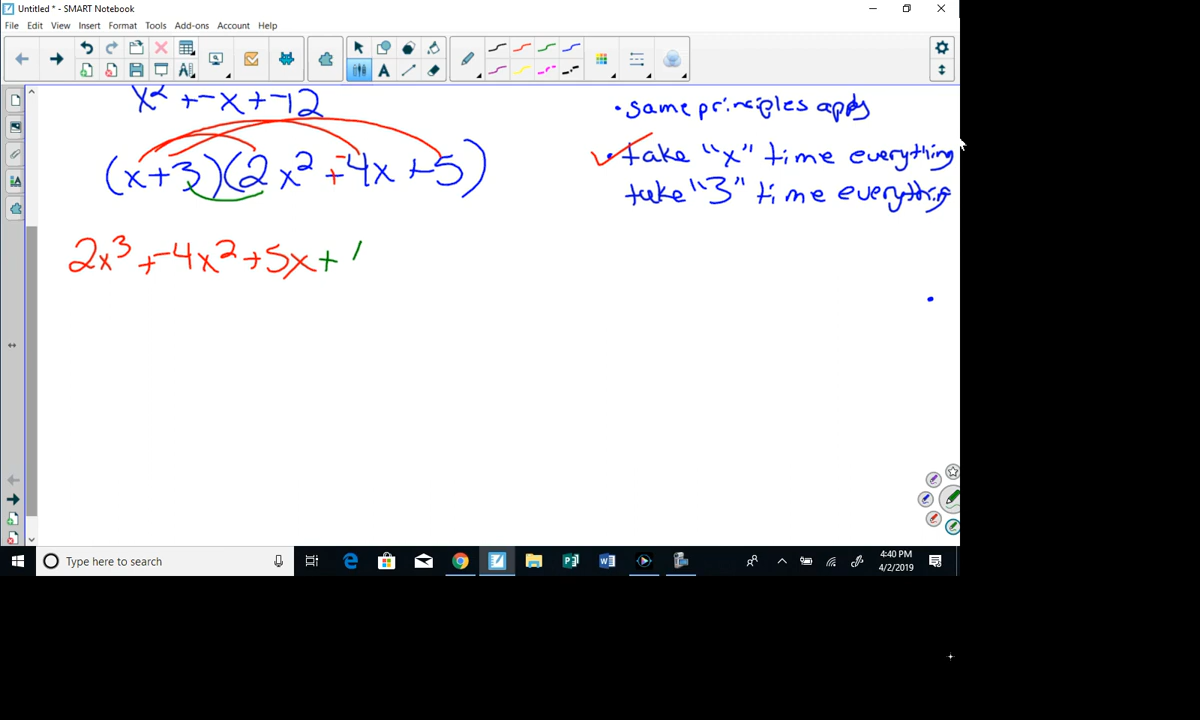 Untitled * - SMART Notebook
File Edit View Insert Format Tools Add-ons Account Help
x² + -x + -12
• same principles apply
(x+3)(2x² + -4x + 5)
• take "x" time everything
take "3" time everything
2x³ + -4x² + 5x +
Type here to search
4:40 PM
4/2/2019